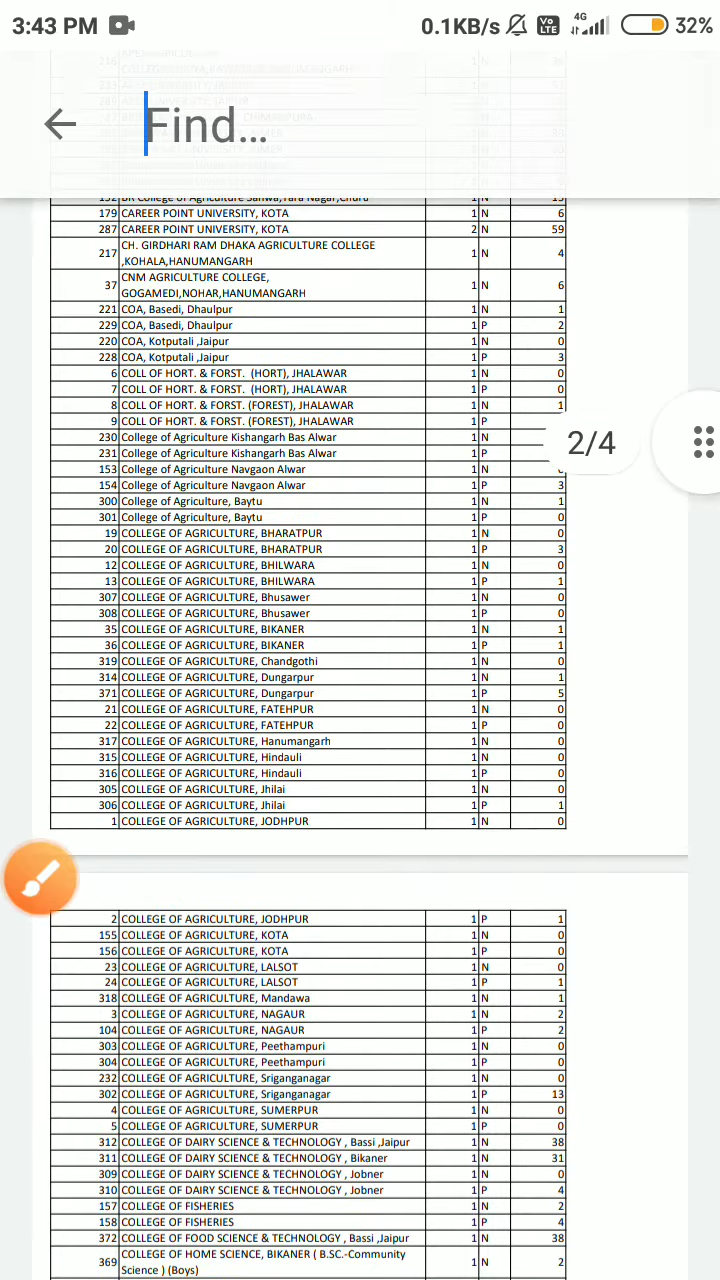 3:43 PM 0.1KB/s Vo LTE 4G 32%
Find...
179 CAREER POINT UNIVERSITY, KOTA 1 N 6
287 CAREER POINT UNIVERSITY, KOTA 2 N 59
217 CH. GIRDHARI RAM DHAKA AGRICULTURE COLLEGE
,KOHALA,HANUMANGARH 1 N 4
37 CNM AGRICULTURE COLLEGE,
GOGAMEDI,NOHAR,HANUMANGARH 1 N 6
221 COA, Basedi, Dhaulpur 1 N 1
229 COA, Basedi, Dhaulpur 1 P 2
220 COA, Kotputali ,Jaipur 1 N 0
228 COA, Kotputali ,Jaipur 1 P 3
6 COLL OF HORT. & FORST. (HORT), JHALAWAR 1 N 0
7 COLL OF HORT. & FORST. (HORT), JHALAWAR 1 P 0
8 COLL OF HORT. & FORST. (FOREST), JHALAWAR 1 N 1
9 COLL OF HORT. & FORST. (FOREST), JHALAWAR 1 P
230 College of Agriculture Kishangarh Bas Alwar 1 N
2/4
231 College of Agriculture Kishangarh Bas Alwar 1 P
153 College of Agriculture Navgaon Alwar 1 N
154 College of Agriculture Navgaon Alwar 1 P 3
300 College of Agriculture, Baytu 1 N 1
301 College of Agriculture, Baytu 1 P 0
19 COLLEGE OF AGRICULTURE, BHARATPUR 1 N 0
20 COLLEGE OF AGRICULTURE, BHARATPUR 1 P 3
12 COLLEGE OF AGRICULTURE, BHILWARA 1 N 0
13 COLLEGE OF AGRICULTURE, BHILWARA 1 P 1
307 COLLEGE OF AGRICULTURE, Bhusawer 1 N 0
308 COLLEGE OF AGRICULTURE, Bhusawer 1 P 0
35 COLLEGE OF AGRICULTURE, BIKANER 1 N 1
36 COLLEGE OF AGRICULTURE, BIKANER 1 P 1
319 COLLEGE OF AGRICULTURE, Chandgothi 1 N 0
314 COLLEGE OF AGRICULTURE, Dungarpur 1 N 1
371 COLLEGE OF AGRICULTURE, Dungarpur 1 P 5
21 COLLEGE OF AGRICULTURE, FATEHPUR 1 N 0
22 COLLEGE OF AGRICULTURE, FATEHPUR 1 P 0
317 COLLEGE OF AGRICULTURE, Hanumangarh 1 N 0
315 COLLEGE OF AGRICULTURE, Hindauli 1 N 0
316 COLLEGE OF AGRICULTURE, Hindauli 1 P 0
305 COLLEGE OF AGRICULTURE, Jhilai 1 N 0
306 COLLEGE OF AGRICULTURE, Jhilai 1 P 1
1 COLLEGE OF AGRICULTURE, JODHPUR 1 N 0
2 COLLEGE OF AGRICULTURE, JODHPUR 1 P 1
155 COLLEGE OF AGRICULTURE, KOTA 1 N 0
156 COLLEGE OF AGRICULTURE, KOTA 1 P 0
23 COLLEGE OF AGRICULTURE, LALSOT 1 N 0
24 COLLEGE OF AGRICULTURE, LALSOT 1 P 1
318 COLLEGE OF AGRICULTURE, Mandawa 1 N 1
3 COLLEGE OF AGRICULTURE, NAGAUR 1 N 2
104 COLLEGE OF AGRICULTURE, NAGAUR 1 P 2
303 COLLEGE OF AGRICULTURE, Peethampuri 1 N 0
304 COLLEGE OF AGRICULTURE, Peethampuri 1 P 0
232 COLLEGE OF AGRICULTURE, Sriganganagar 1 N 0
302 COLLEGE OF AGRICULTURE, Sriganganagar 1 P 13
4 COLLEGE OF AGRICULTURE, SUMERPUR 1 N 0
5 COLLEGE OF AGRICULTURE, SUMERPUR 1 P 0
312 COLLEGE OF DAIRY SCIENCE & TECHNOLOGY , Bassi ,Jaipur 1 N 38
311 COLLEGE OF DAIRY SCIENCE & TECHNOLOGY , Bikaner 1 N 31
309 COLLEGE OF DAIRY SCIENCE & TECHNOLOGY , Jobner 1 N 0
310 COLLEGE OF DAIRY SCIENCE & TECHNOLOGY , Jobner 1 P 4
157 COLLEGE OF FISHERIES 1 N 2
158 COLLEGE OF FISHERIES 1 P 4
372 COLLEGE OF FOOD SCIENCE & TECHNOLOGY , Bassi ,Jaipur 1 N 38
369 COLLEGE OF HOME SCIENCE, BIKANER ( B.SC.-Community
Science ) (Boys) 1 N 2